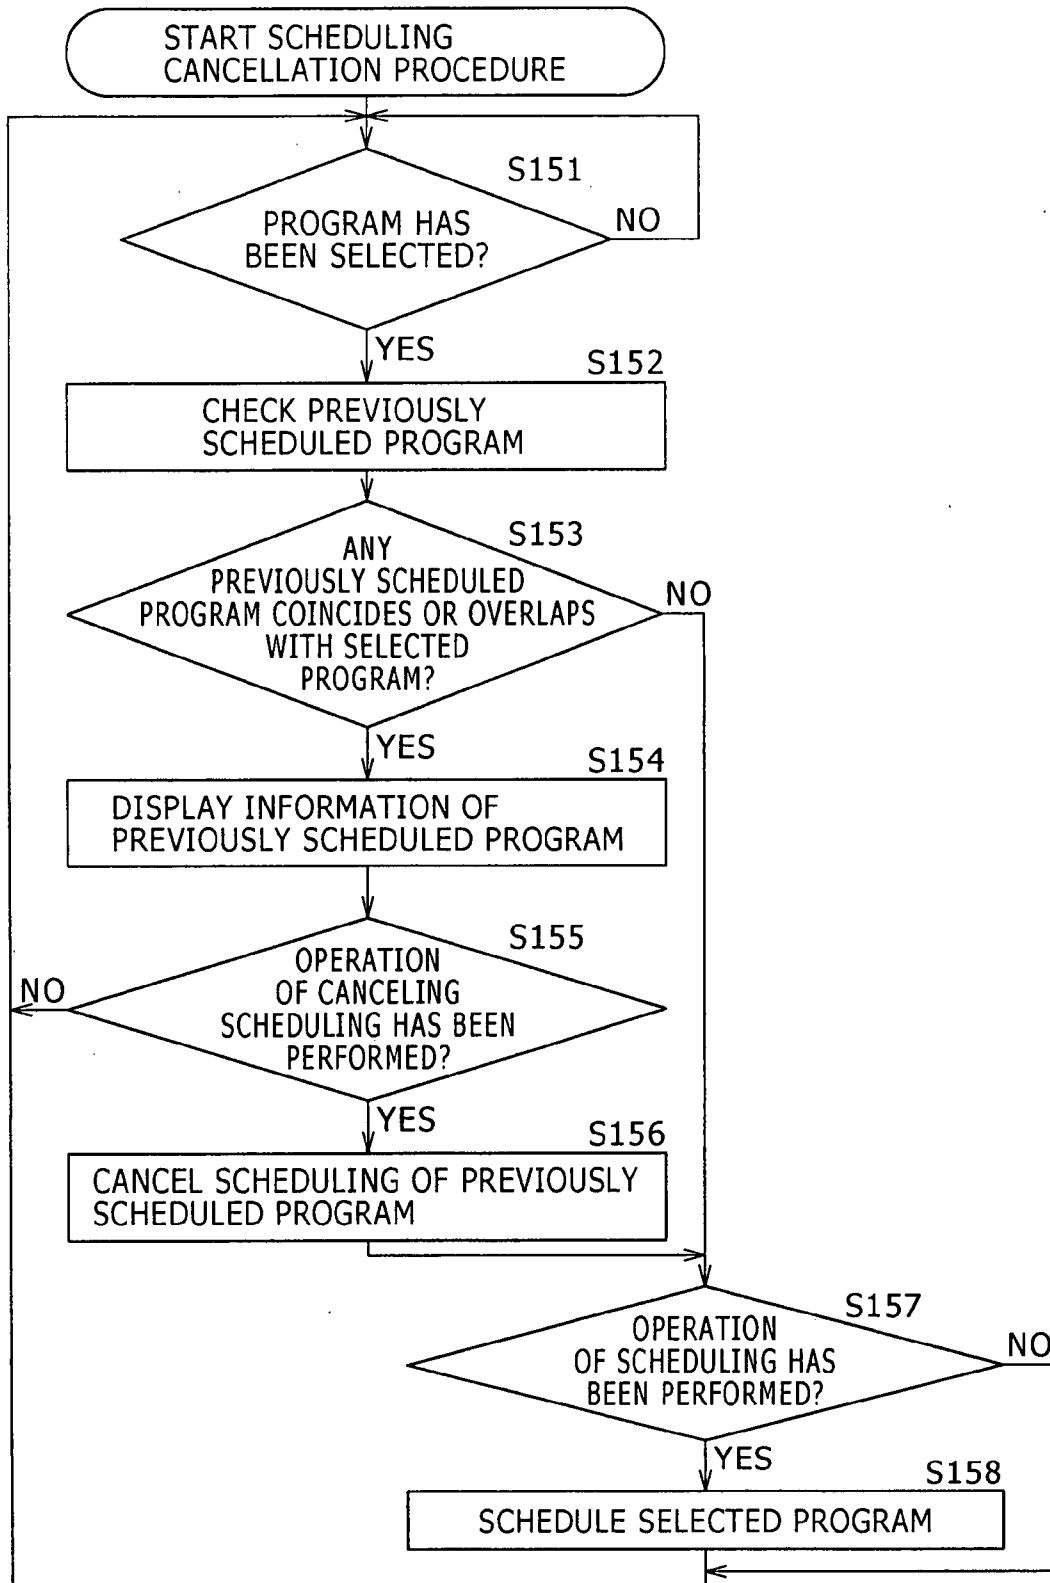 START SCHEDULING
CANCELLATION PROCEDURE
S151
PROGRAM HAS
BEEN SELECTED?
NO
YES
S152
CHECK PREVIOUSLY
SCHEDULED PROGRAM
S153
ANY
PREVIOUSLY SCHEDULED
PROGRAM COINCIDES OR OVERLAPS
WITH SELECTED
PROGRAM?
NO
YES
S154
DISPLAY INFORMATION OF
PREVIOUSLY SCHEDULED PROGRAM
S155
OPERATION
OF CANCELING
SCHEDULING HAS BEEN
PERFORMED?
NO
YES
S156
CANCEL SCHEDULING OF PREVIOUSLY
SCHEDULED PROGRAM
S157
OPERATION
OF SCHEDULING HAS
BEEN PERFORMED?
NO
YES
S158
SCHEDULE SELECTED PROGRAM